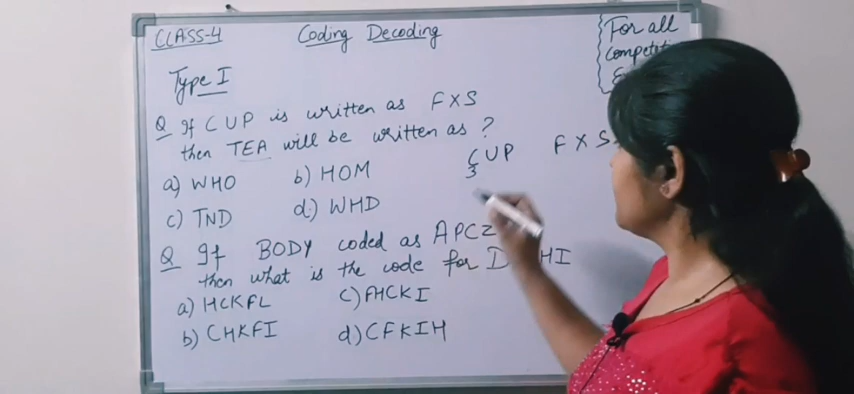 CLASS-4
Coding Decoding
For all
Type I
Q If CUP is written as FXS
then TEA will be written as ?
CUP FXS
3
a) WHO b) HOM
c) TND d) WHD
Q If BODY coded as APCZ
then what is the code for D HI
a) HCKFL c) FHCKI
b) CHKFI d) CFKIH